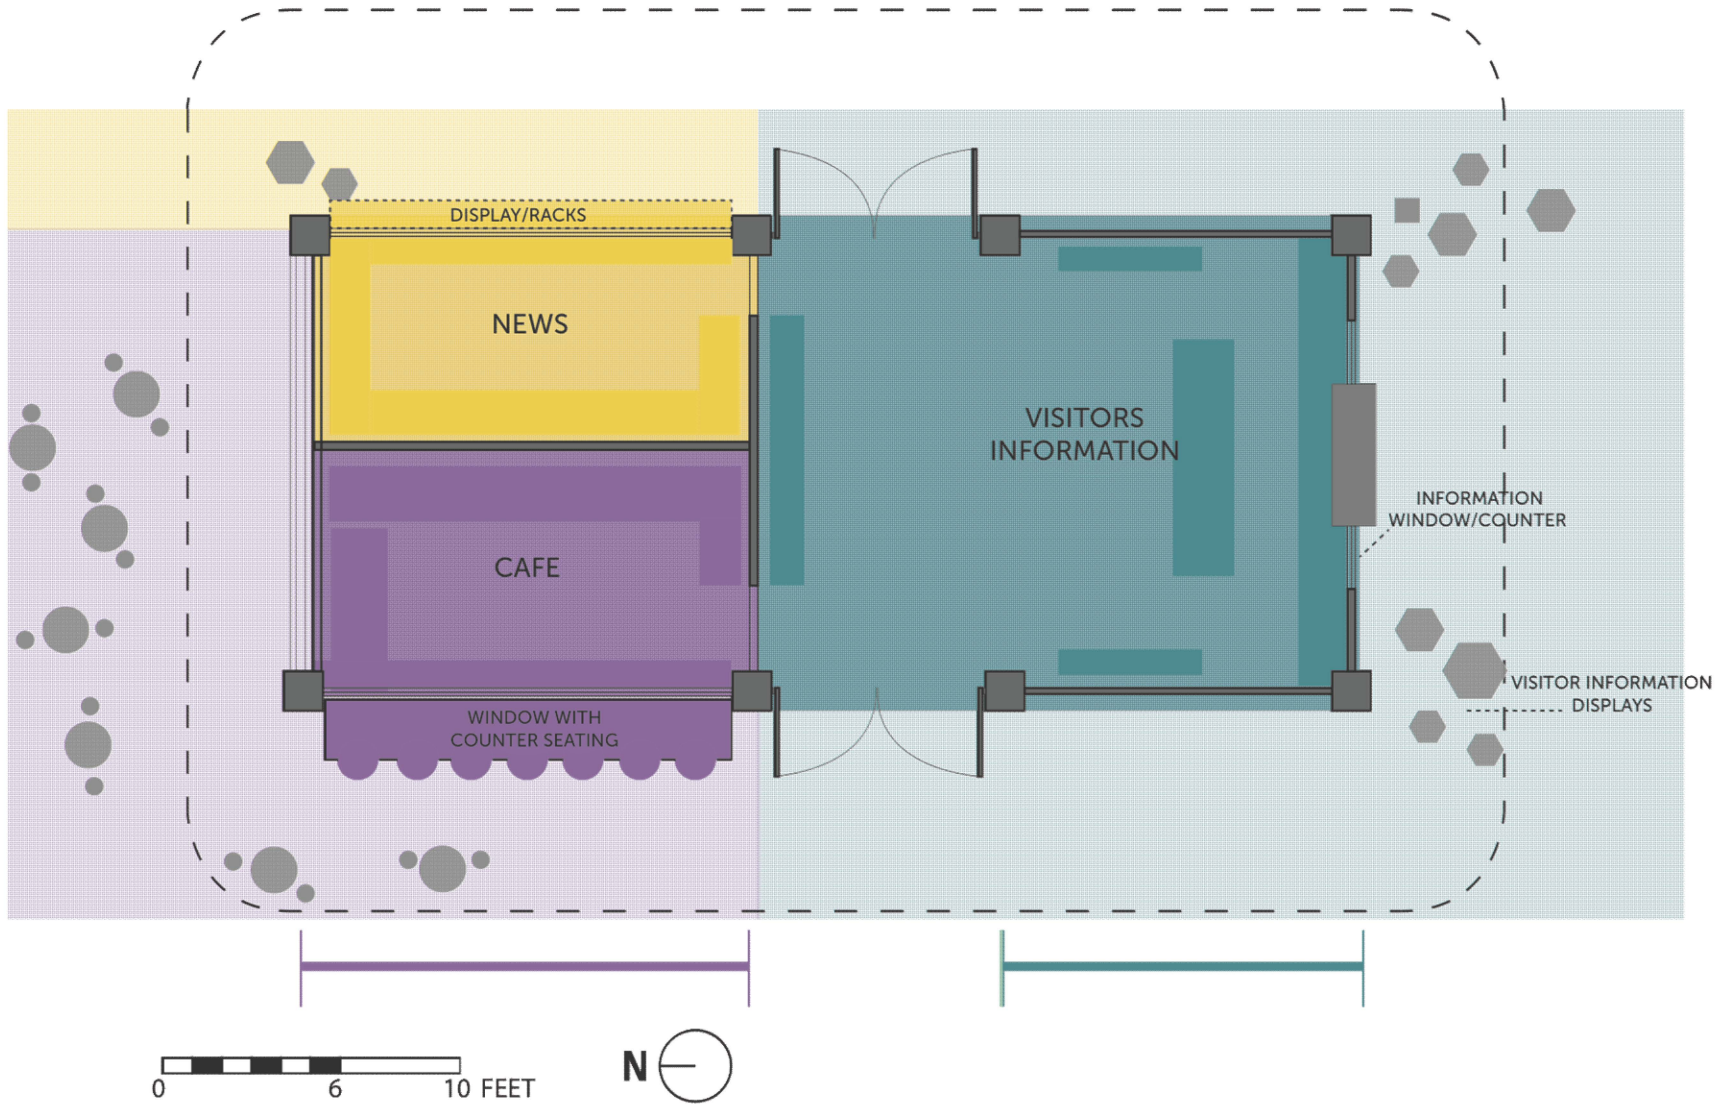 DISPLAY/RACKS
NEWS
VISITORS
INFORMATION
INFORMATION
WINDOW/COUNTER
CAFE
VISITOR INFORMATION
DISPLAYS
WINDOW WITH
COUNTER SEATING
0 6 10 FEET
N